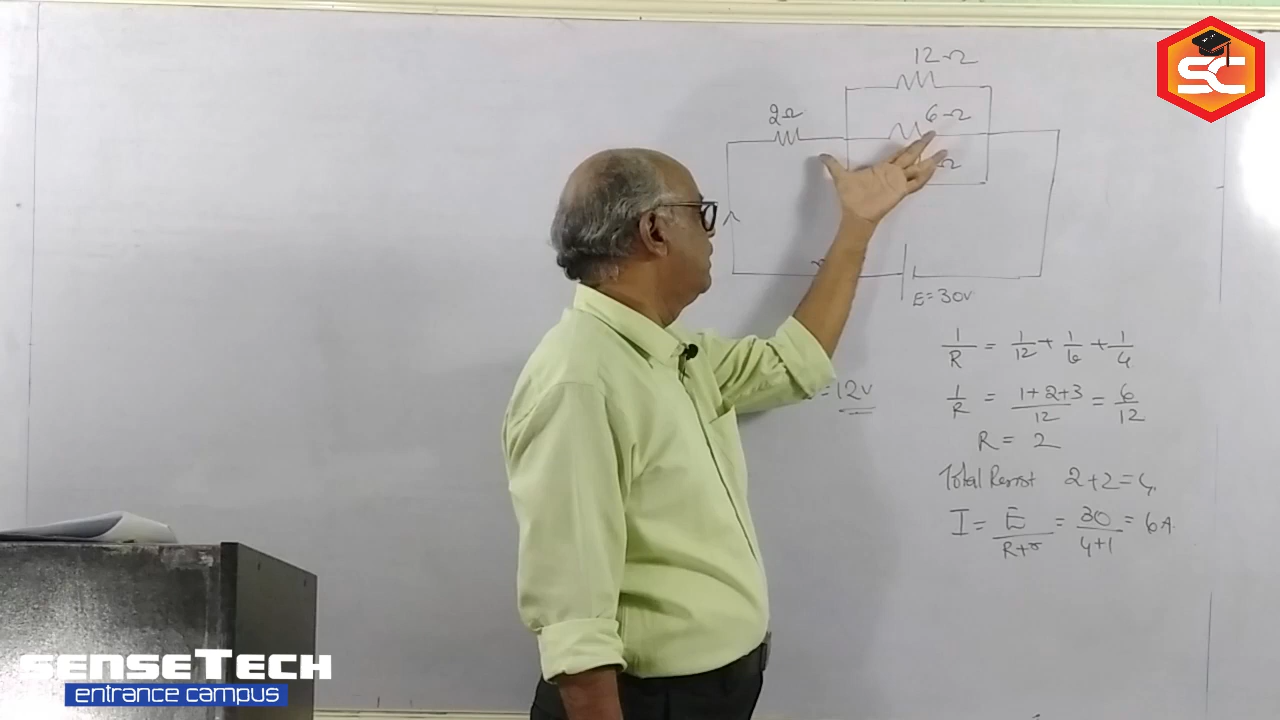 SC
12Ω
2Ω
6Ω
Ω
E = 30V
1/R = 1/12 + 1/6 + 1/4
= 12V
1/R = (1+2+3)/12 = 6/12
R = 2
Total Resist 2+2=4
I = E/(R+r) = 30/(4+1) = 6A
SENSETECH
entrance campus